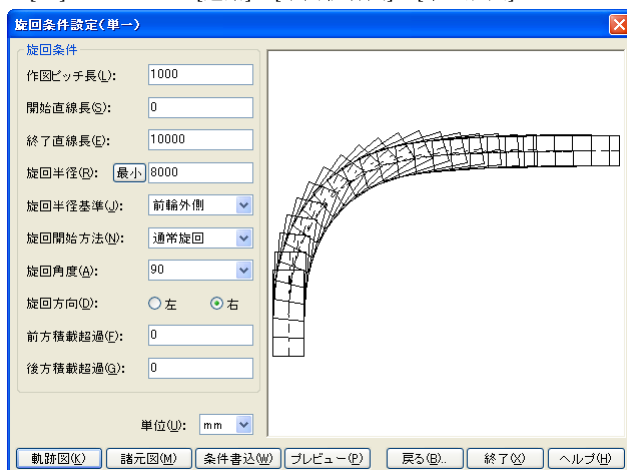 旋回条件設定(単一)
旋回条件
作図ピッチ長(L): 1000
開始直線長(S): 0
終了直線長(E): 10000
旋回半径(R): 最小 8000
旋回半径基準(J): 前輪外側
旋回開始方法(N): 通常旋回
旋回角度(A): 90
旋回方向(D): 左 右
前方積載超過(F): 0
後方積載超過(G): 0
単位(U): mm
軌跡図(K) 諸元図(M) 条件書込(W) プレビュー(P) 戻る(B).. 終了(X) ヘルプ(H)